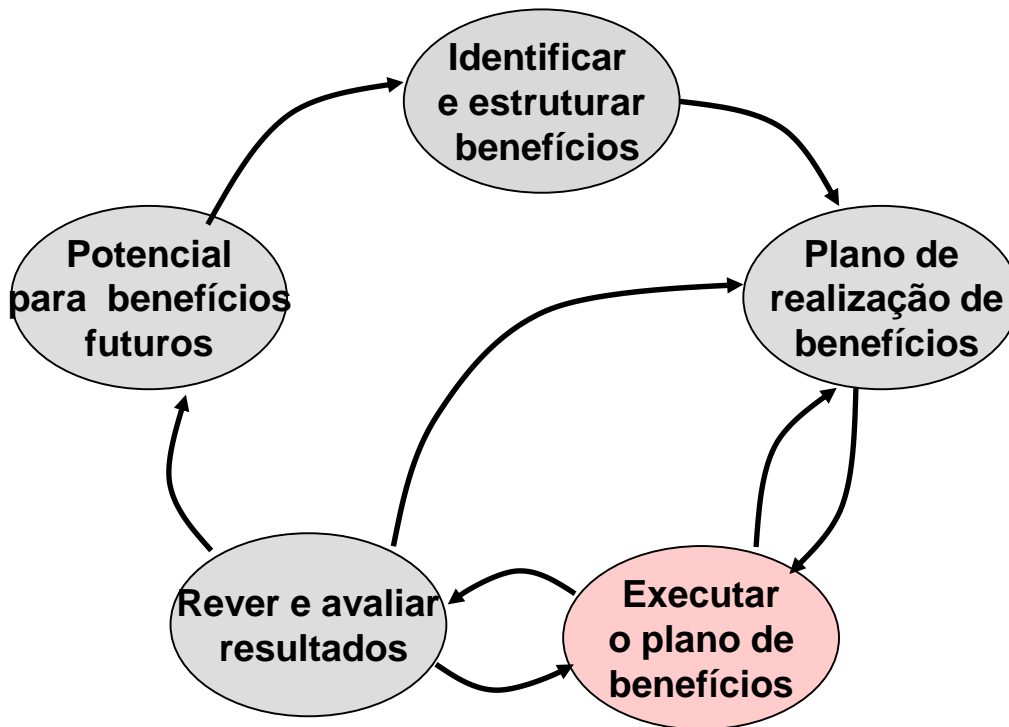 Identificar
e estruturar
benefícios
Potencial
para benefícios
futuros
Plano de
realização de
benefícios
Rever e avaliar
resultados
Executar
o plano de
benefícios